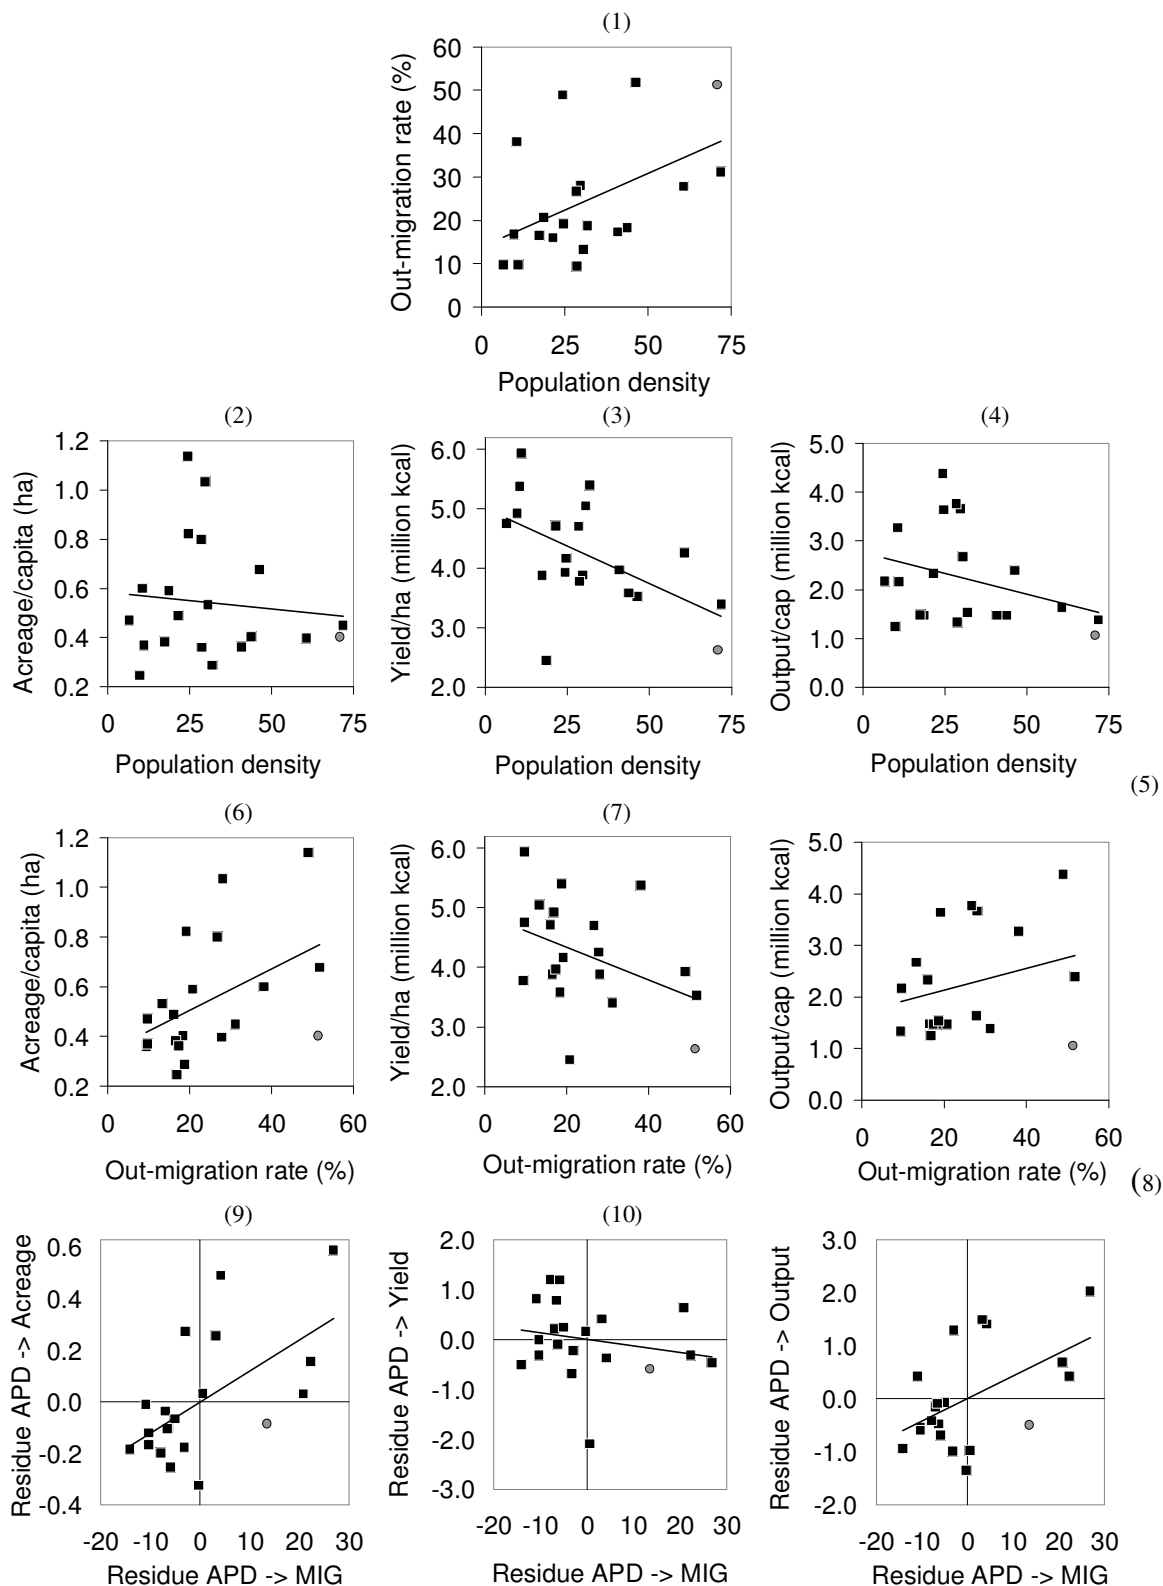 (1)
Out-migration rate (%)
60
50
40
30
20
10
0
0 25 50 75
Population density
(2) (3) (4)
Acreage/capita (ha)
1.2
1.0
0.8
0.6
0.4
0.2
0 25 50 75
Population density
Yield/ha (million kcal)
6.0
5.0
4.0
3.0
2.0
0 25 50 75
Population density
Output/cap (million kcal)
5.0
4.0
3.0
2.0
1.0
0.0
0 25 50 75
Population density
(5)
(6) (7)
Acreage/capita (ha)
1.2
1.0
0.8
0.6
0.4
0.2
0 20 40 60
Out-migration rate (%)
Yield/ha (million kcal)
6.0
5.0
4.0
3.0
2.0
0 20 40 60
Out-migration rate (%)
Output/cap (million kcal)
5.0
4.0
3.0
2.0
1.0
0.0
0 20 40 60
Out-migration rate (%)
(8)
(9) (10)
Residue APD -> Acreage
0.6
0.4
0.2
0.0
-0.2
-0.4
-20 -10 0 10 20 30
Residue APD -> MIG
Residue APD -> Yield
2.0
1.0
0.0
-1.0
-2.0
-3.0
-20 -10 0 10 20 30
Residue APD -> MIG
Residue APD -> Output
3.0
2.0
1.0
0.0
-1.0
-2.0
-20 -10 0 10 20 30
Residue APD -> MIG